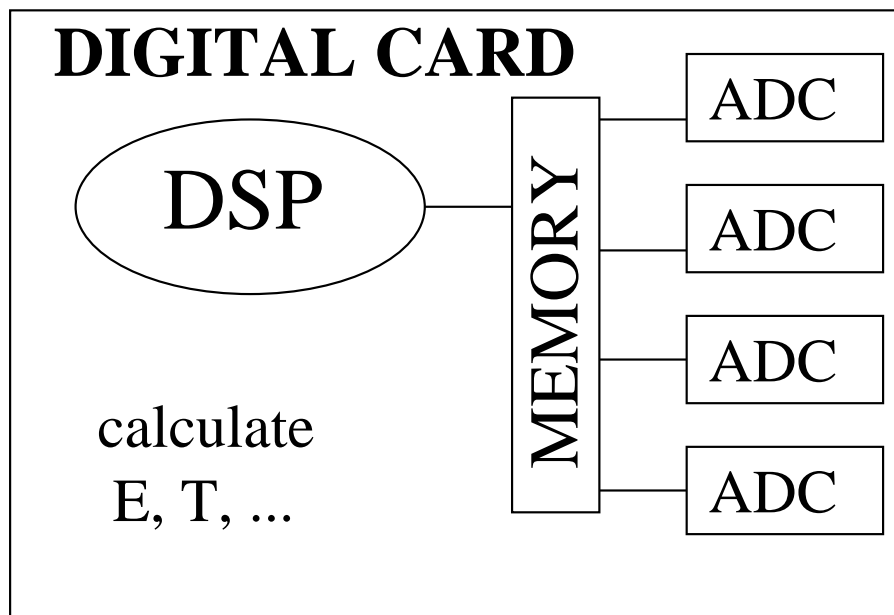 DIGITAL CARD
DSP
MEMORY
ADC
ADC
ADC
ADC
calculate
E, T, ...